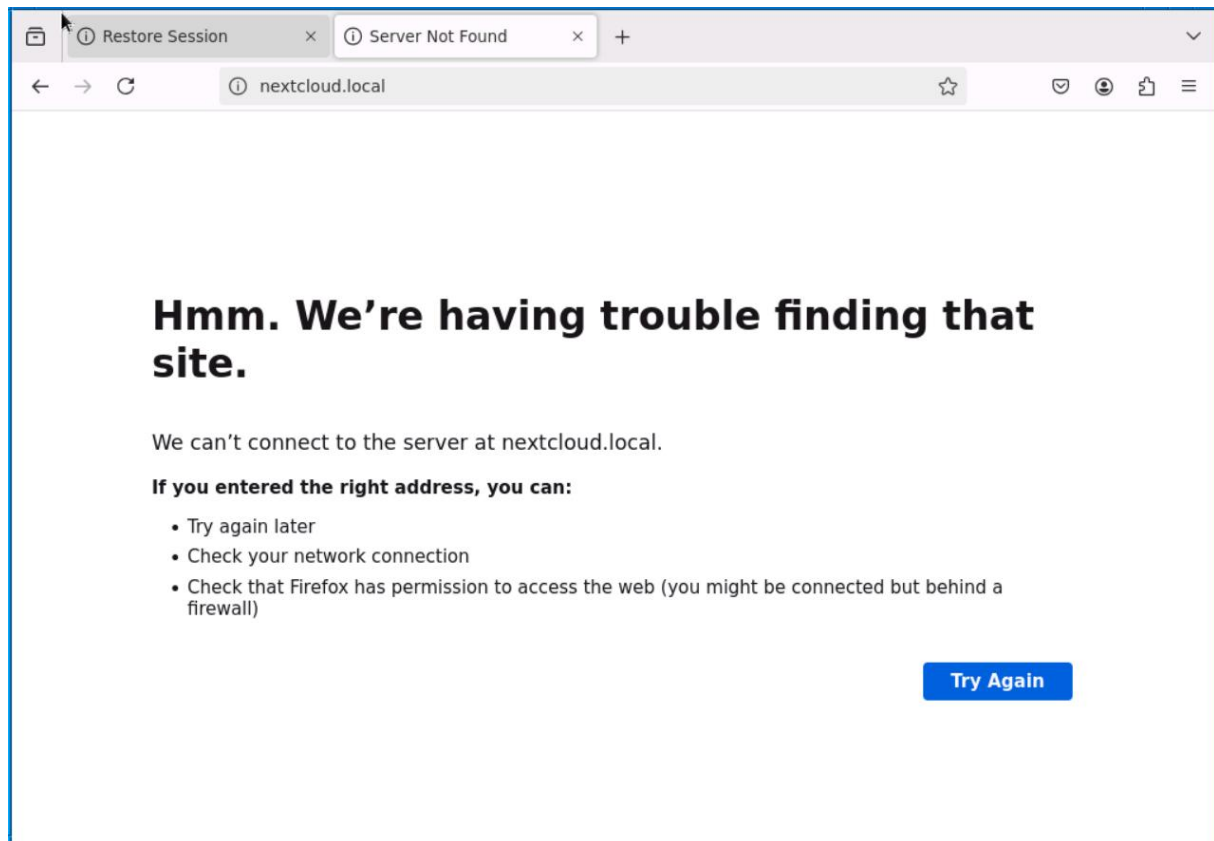 Restore Session
Server Not Found
nextcloud.local
Hmm. We’re having trouble finding that
site.
We can’t connect to the server at nextcloud.local.
If you entered the right address, you can:
• Try again later
• Check your network connection
• Check that Firefox has permission to access the web (you might be connected but behind a
firewall)
Try Again